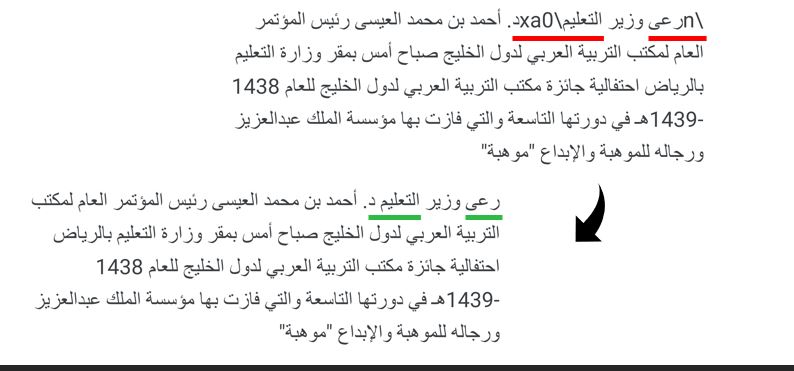 \nرعى وزير التعليم\xa0د. أحمد بن محمد العيسى رئيس المؤتمر
العام لمكتب التربية العربي لدول الخليج صباح أمس بمقر وزارة التعليم
بالرياض احتفالية جائزة مكتب التربية العربي لدول الخليج للعام 1438
-1439هـ في دورتها التاسعة والتي فازت بها مؤسسة الملك عبدالعزيز
ورجاله للموهبة والإبداع "موهبة"
رعى وزير التعليم د. أحمد بن محمد العيسى رئيس المؤتمر العام لمكتب
التربية العربي لدول الخليج صباح أمس بمقر وزارة التعليم بالرياض
احتفالية جائزة مكتب التربية العربي لدول الخليج للعام 1438
-1439هـ في دورتها التاسعة والتي فازت بها مؤسسة الملك عبدالعزيز
ورجاله للموهبة والإبداع "موهبة"